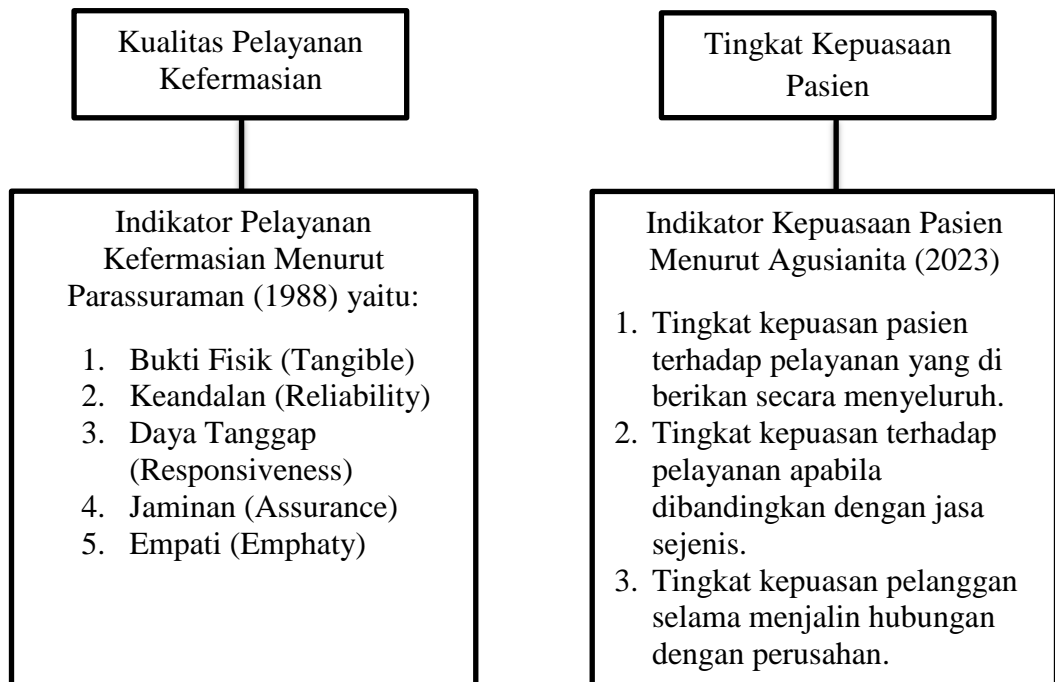 Kualitas Pelayanan
Kefermasian
Tingkat Kepuasaan
Pasien
Indikator Pelayanan
Kefermasian Menurut
Parassuraman (1988) yaitu:
1. Bukti Fisik (Tangible)
2. Keandalan (Reliability)
3. Daya Tanggap
(Responsiveness)
4. Jaminan (Assurance)
5. Empati (Emphaty)
Indikator Kepuasaan Pasien
Menurut Agusianita (2023)
1. Tingkat kepuasan pasien
terhadap pelayanan yang di
berikan secara menyeluruh.
2. Tingkat kepuasan terhadap
pelayanan apabila
dibandingkan dengan jasa
sejenis.
3. Tingkat kepuasan pelanggan
selama menjalin hubungan
dengan perusahan.